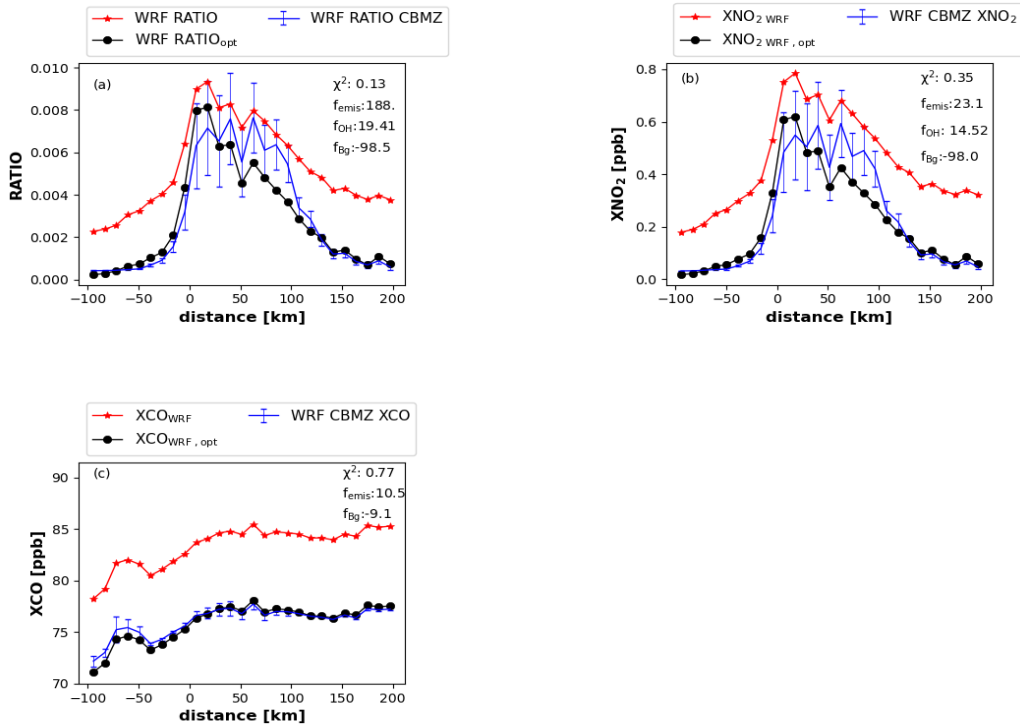 WRF RATIO
WRF RATIO CBMZ
WRF RATIOopt
(a)
χ²: 0.13
femis:188.
fOH:19.41
fBg:-98.5
0.010
0.008
0.006
0.004
0.002
0.000
RATIO
−100 −50 0 50 100 150 200
distance [km]
XNO₂ WRF
WRF CBMZ XNO₂
XNO₂ WRF , opt
(b)
χ²: 0.35
femis:23.1
fOH: 14.52
fBg:-98.0
0.8
0.6
0.4
0.2
0.0
XNO₂ [ppb]
−100 −50 0 50 100 150 200
distance [km]
XCOWRF
WRF CBMZ XCO
XCOWRF , opt
(c)
χ²: 0.77
femis:10.5
fBg:-9.1
90
85
80
75
70
XCO [ppb]
−100 −50 0 50 100 150 200
distance [km]